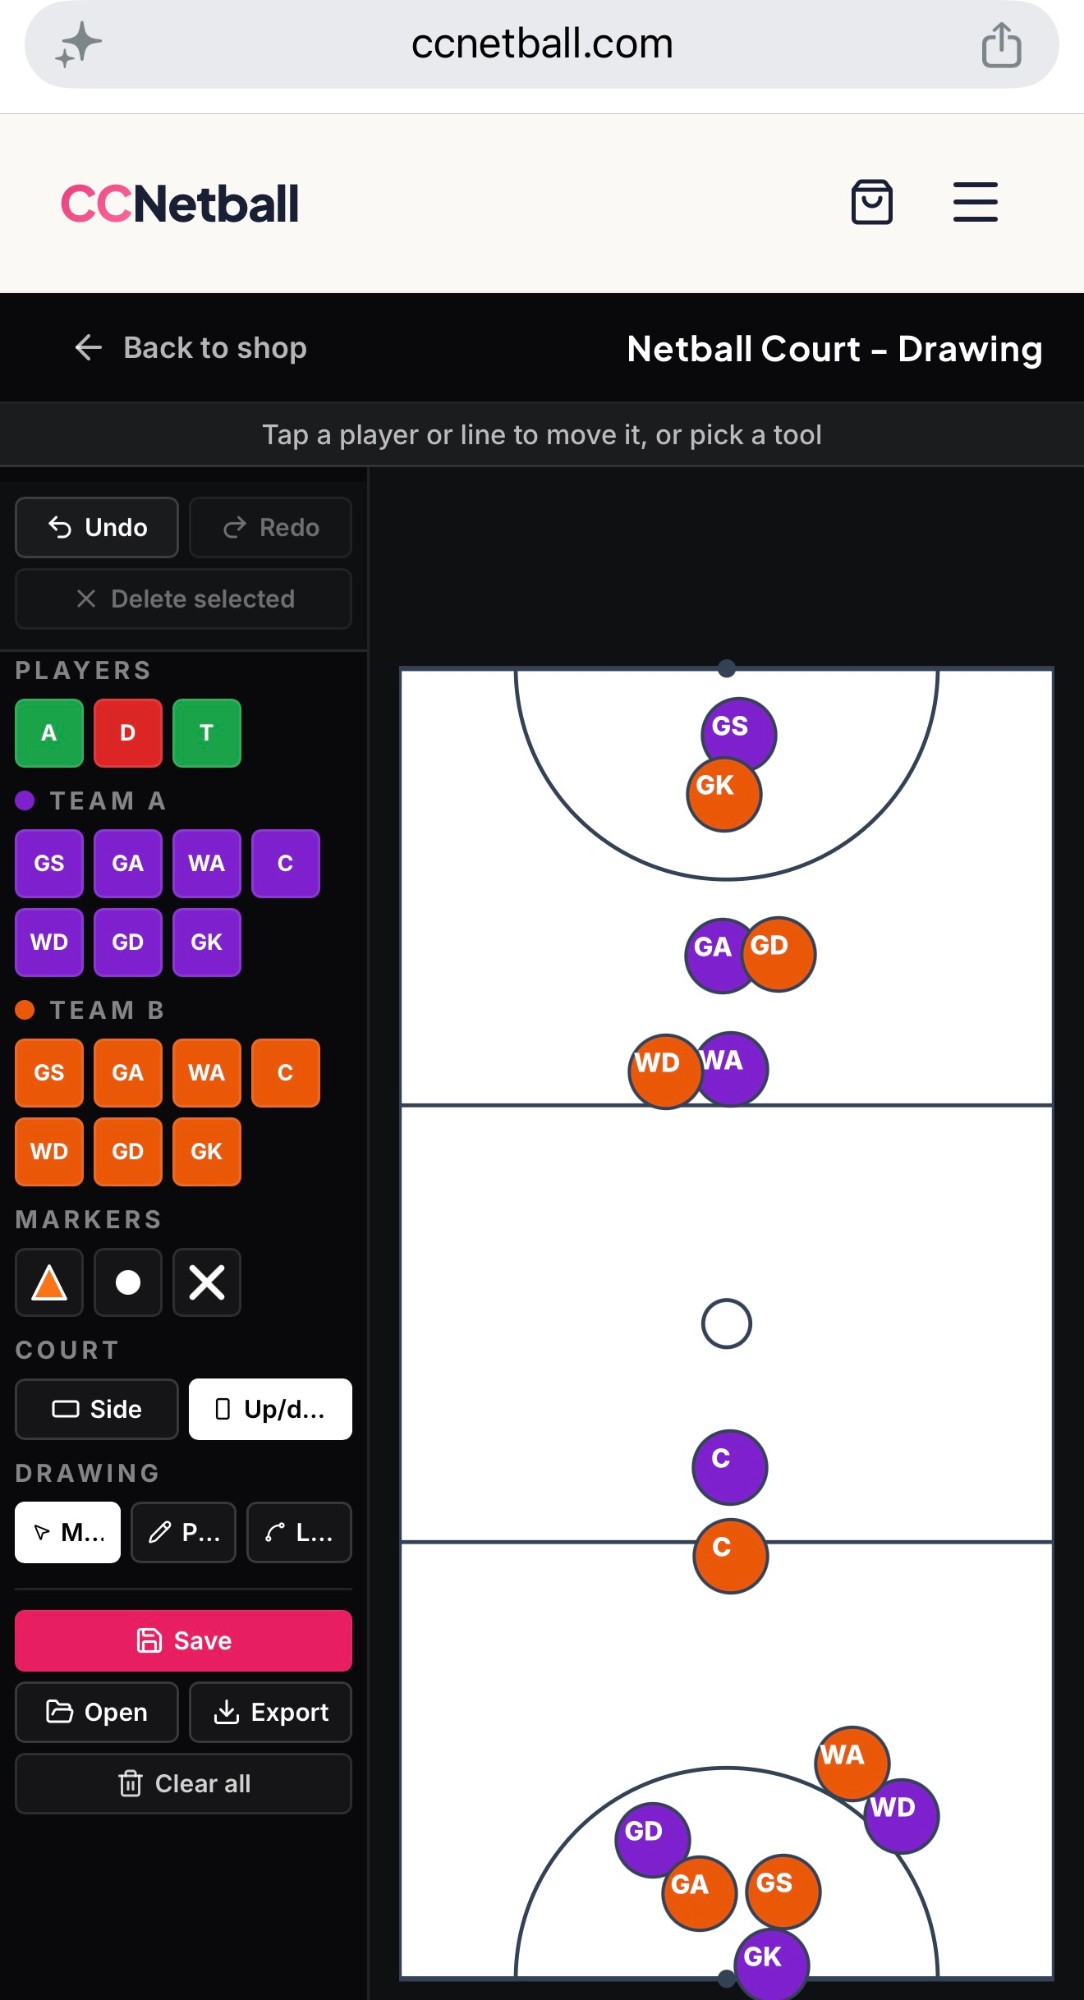 ccnetball.com
CCNetball
Back to shop
Netball Court – Drawing
Tap a player or line to move it, or pick a tool
Undo
Redo
Delete selected
PLAYERS
A D T
TEAM A
GS GA WA C
WD GD GK
TEAM B
GS GA WA C
WD GD GK
MARKERS
COURT
Side
Up/d...
DRAWING
M...
P...
L...
Save
Open
Export
Clear all
GS
GK
GA GD
WD WA
C
C
WA
WD
GD
GA GS
GK